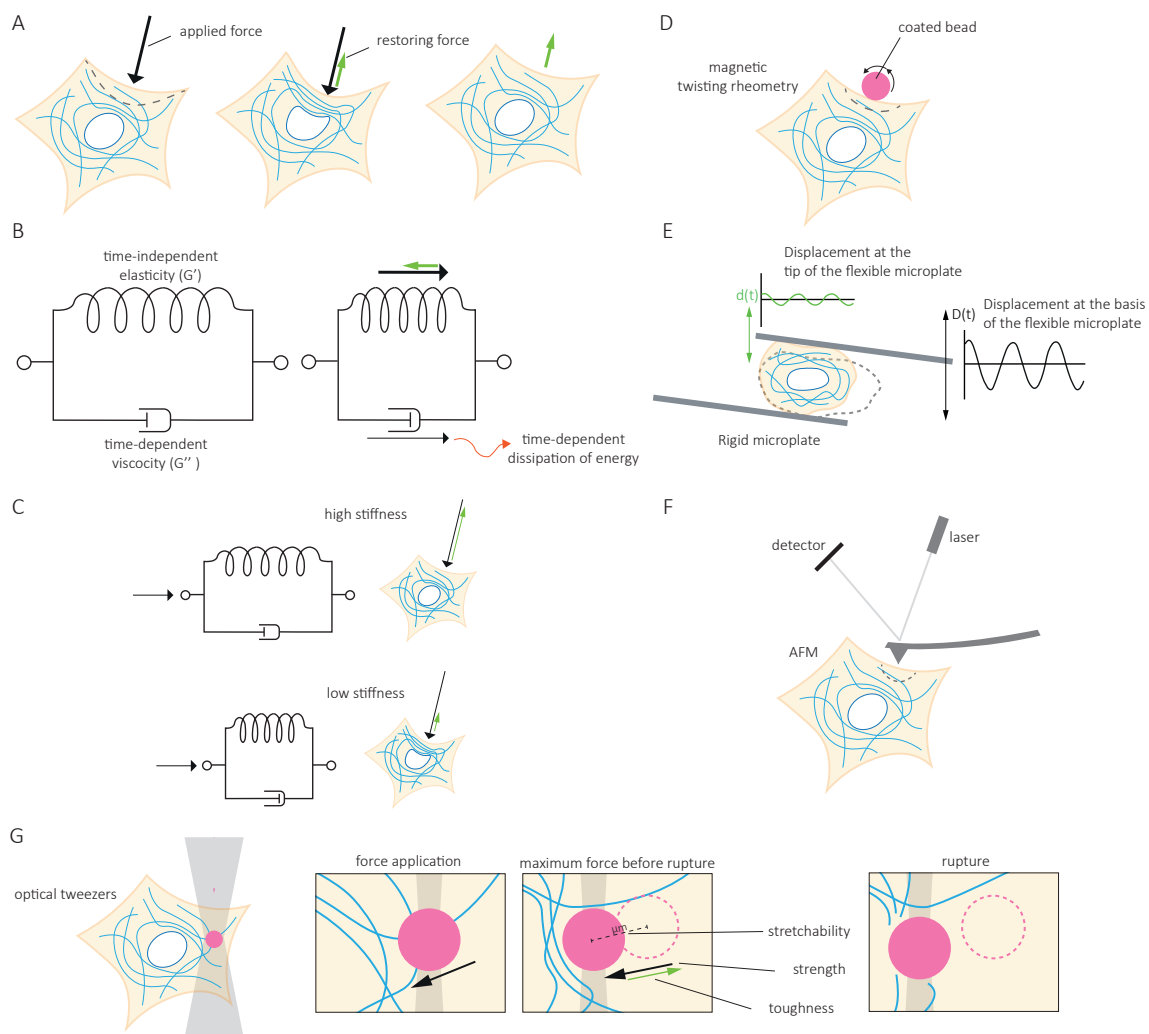 A
applied force
restoring force
B
time-independent
elasticity (G')
time-dependent
viscocity (G'' )
time-dependent
dissipation of energy
C
high stiffness
low stiffness
D
coated bead
magnetic
twisting rheometry
E
Displacement at the
tip of the flexible microplate
d(t)
D(t)
Displacement at the basis
of the flexible microplate
Rigid microplate
F
detector
laser
AFM
G
optical tweezers
force application
maximum force before rupture
μm
stretchability
strength
toughness
rupture